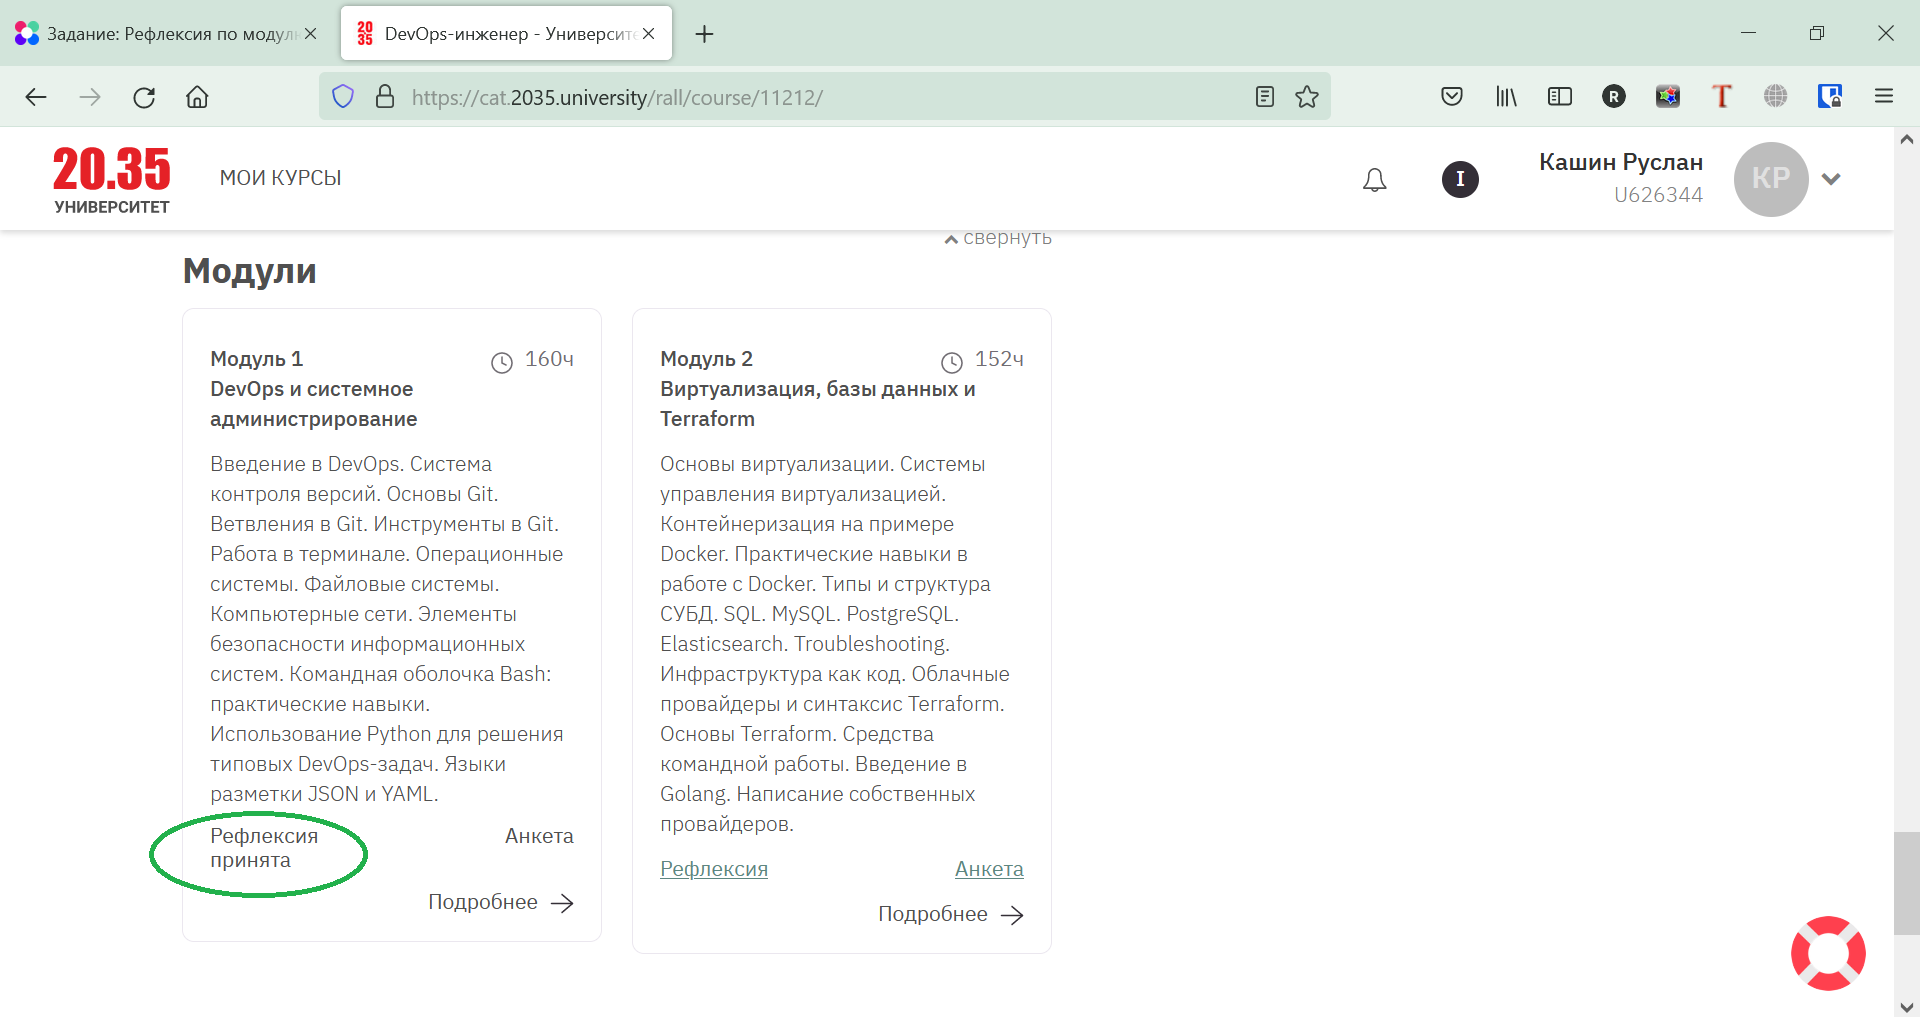 Задание: Рефлексия по модул
DevOps-инженер - Университе
https://cat.2035.university/rall/course/11212/
R
T
20.35
УНИВЕРСИТЕТ
МОИ КУРСЫ
I
Кашин Руслан
U626344
KP
свернуть
Модули
Модуль 1
160ч
DevOps и системное
администрирование
Введение в DevOps. Система
контроля версий. Основы Git.
Ветвления в Git. Инструменты в Git.
Работа в терминале. Операционные
системы. Файловые системы.
Компьютерные сети. Элементы
безопасности информационных
систем. Командная оболочка Bash:
практические навыки.
Использование Python для решения
типовых DevOps-задач. Языки
разметки JSON и YAML.
Рефлексия
принята
Анкета
Подробнее
Модуль 2
152ч
Виртуализация, базы данных и
Terraform
Основы виртуализации. Системы
управления виртуализацией.
Контейнеризация на примере
Docker. Практические навыки в
работе с Docker. Типы и структура
СУБД. SQL. MySQL. PostgreSQL.
Elasticsearch. Troubleshooting.
Инфраструктура как код. Облачные
провайдеры и синтаксис Terraform.
Основы Terraform. Средства
командной работы. Введение в
Golang. Написание собственных
провайдеров.
Рефлексия
Анкета
Подробнее